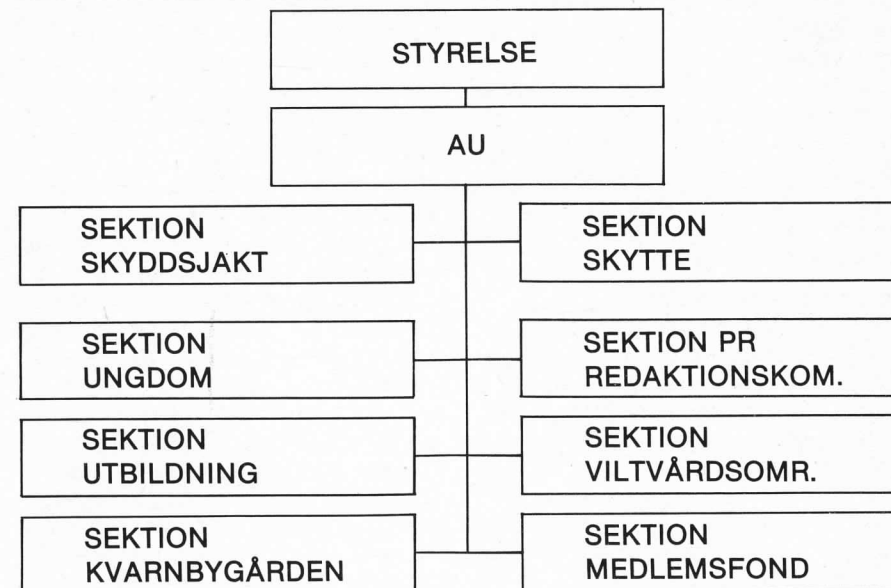 STYRELSE
AU
SEKTION
SKYDDSJAKT
SEKTION
SKYTTE
SEKTION
UNGDOM
SEKTION PR
REDAKTIONSKOM.
SEKTION
UTBILDNING
SEKTION
VILTVÅRDSOMR.
SEKTION
KVARNBYGÅRDEN
SEKTION
MEDLEMSFOND